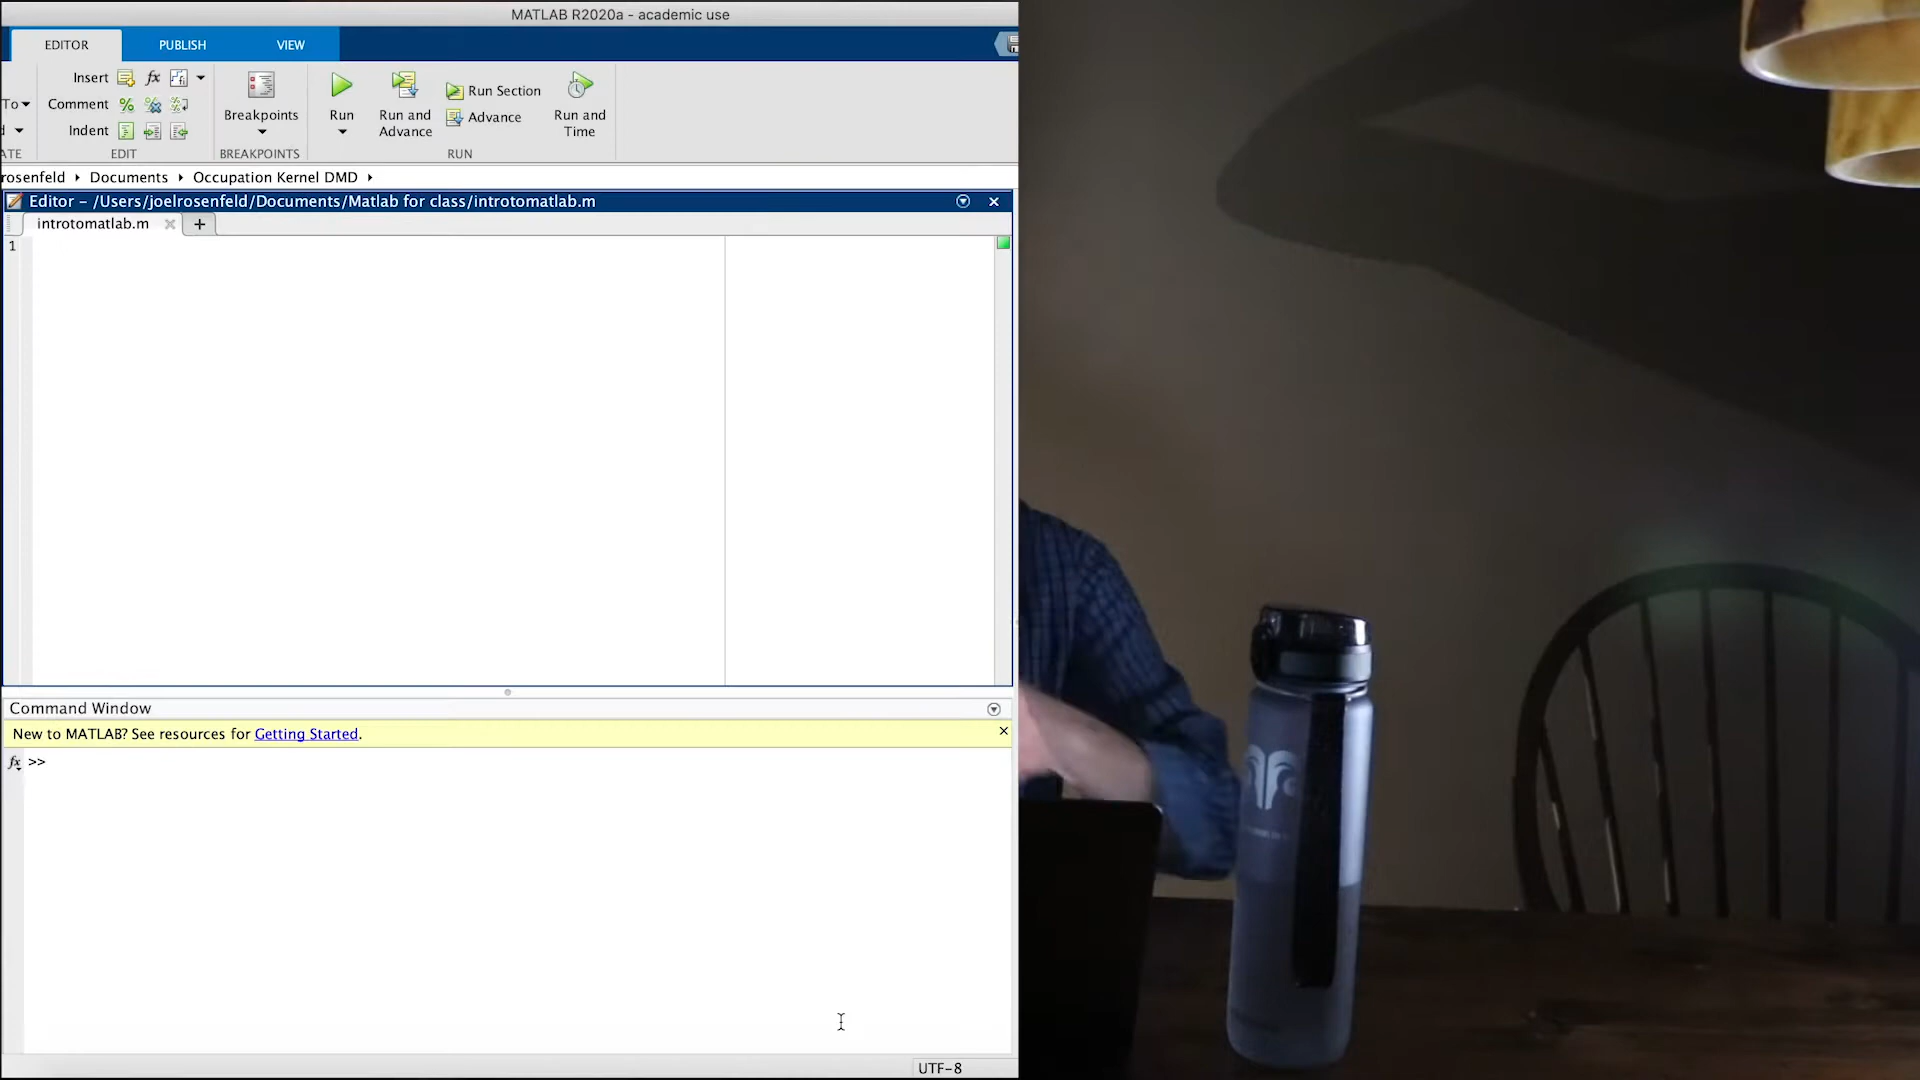 MATLAB R2020a - academic use
EDITOR PUBLISH VIEW
Insert fx
To
Comment
Indent
EDIT
Breakpoints
BREAKPOINTS
Run
Run and Advance
Run Section
Advance
Run and Time
RUN
rosenfeld ▸ Documents ▸ Occupation Kernel DMD ▸
Editor – /Users/joelrosenfeld/Documents/Matlab for class/introtomatlab.m
introtomatlab.m × +
1
Command Window
New to MATLAB? See resources for Getting Started.
fx >>
UTF-8